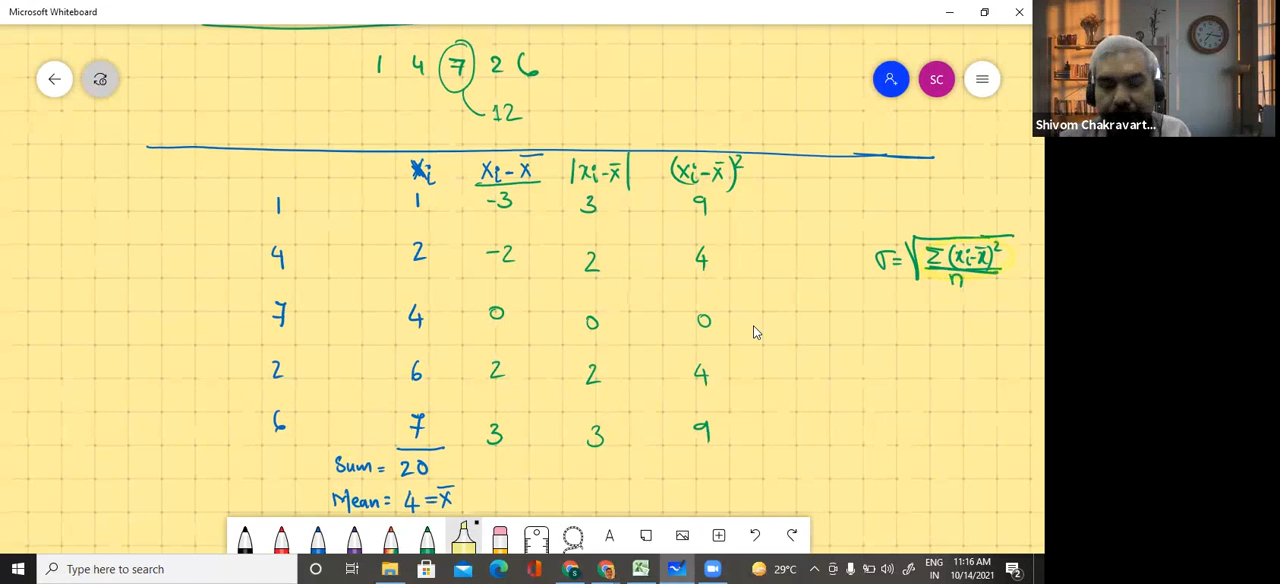 Microsoft Whiteboard
1 4 7 2 6
12
SC
Shivom Chakravart...
xi xi - x̄ |xi - x̄| (xi - x̄)²
1 1 -3 3 9
4 2 -2 2 4
σ = √Σ(xi - x̄)²
n
7 4 0 0 0
2 6 2 2 4
6 7 3 3 9
Sum = 20
Mean = 4 = x̄
A
Type here to search
29°C
ENG
IN
11:16 AM
10/14/2021
2